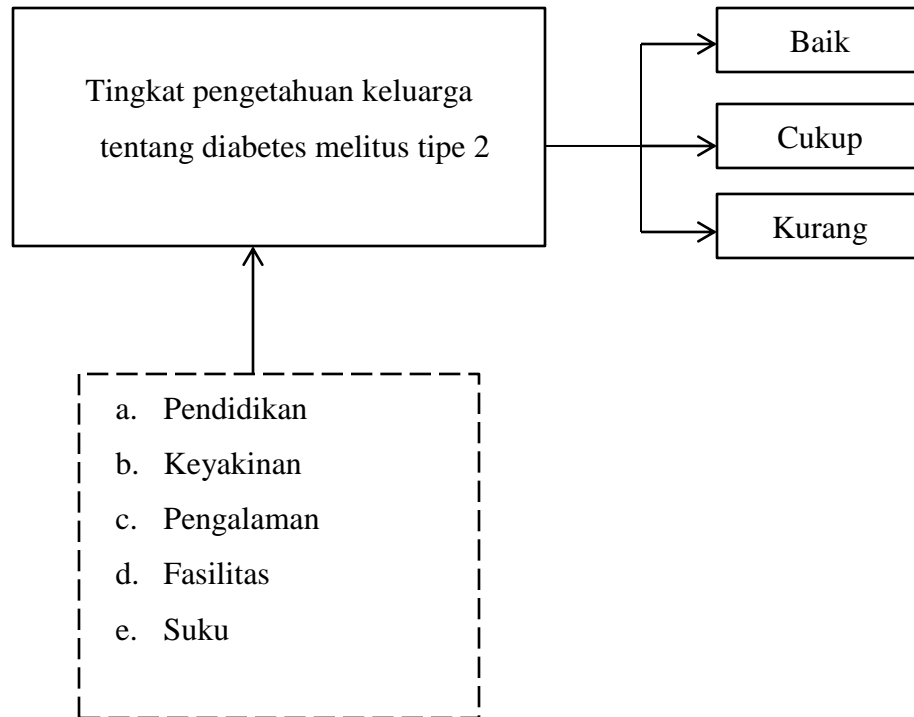 Tingkat pengetahuan keluarga
tentang diabetes melitus tipe 2
Baik
Cukup
Kurang
a. Pendidikan
b. Keyakinan
c. Pengalaman
d. Fasilitas
e. Suku